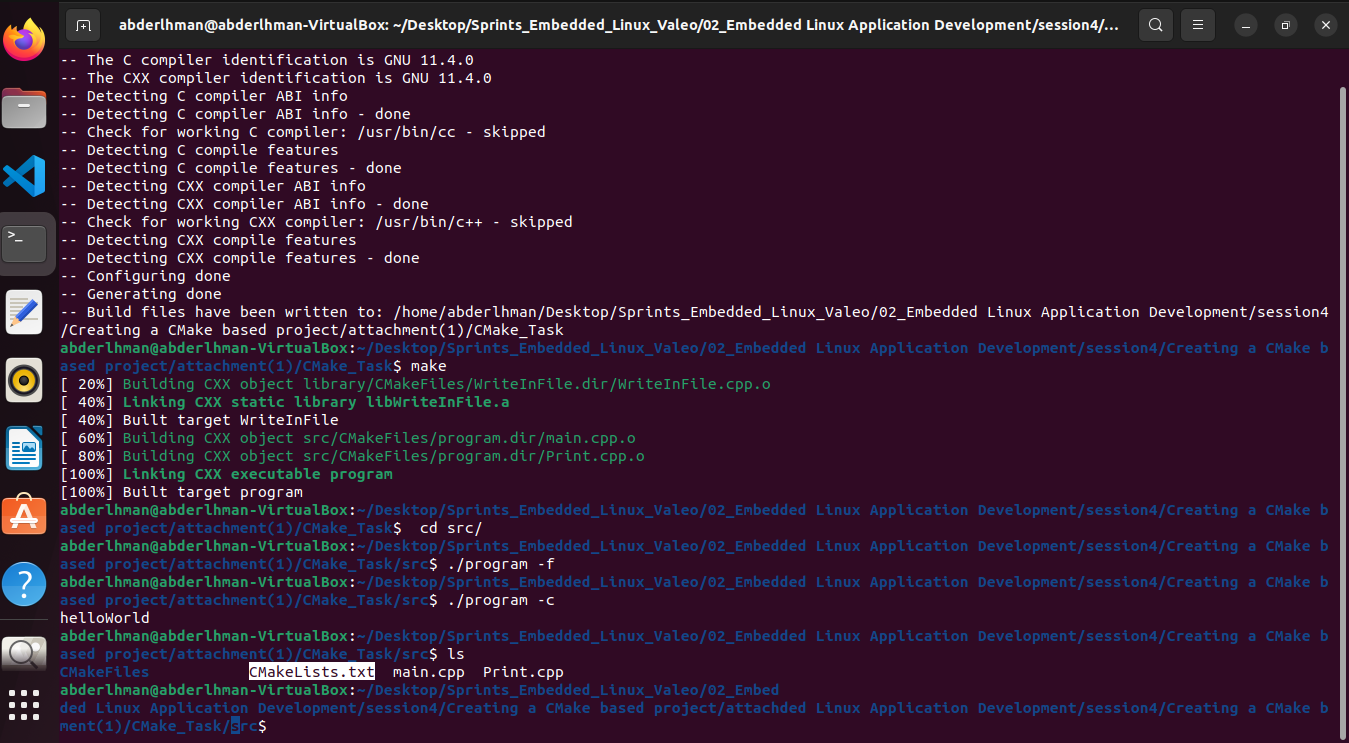 abderlhman@abderlhman-VirtualBox: ~/Desktop/Sprints_Embedded_Linux_Valeo/02_Embedded Linux Application Development/session4/...
-- The C compiler identification is GNU 11.4.0
-- The CXX compiler identification is GNU 11.4.0
-- Detecting C compiler ABI info
-- Detecting C compiler ABI info - done
-- Check for working C compiler: /usr/bin/cc - skipped
-- Detecting C compile features
-- Detecting C compile features - done
-- Detecting CXX compiler ABI info
-- Detecting CXX compiler ABI info - done
-- Check for working CXX compiler: /usr/bin/c++ - skipped
-- Detecting CXX compile features
-- Detecting CXX compile features - done
-- Configuring done
-- Generating done
-- Build files have been written to: /home/abderlhman/Desktop/Sprints_Embedded_Linux_Valeo/02_Embedded Linux Application Development/session4
/Creating a CMake based project/attachment(1)/CMake_Task
abderlhman@abderlhman-VirtualBox:~/Desktop/Sprints_Embedded_Linux_Valeo/02_Embedded Linux Application Development/session4/Creating a CMake b
ased project/attachment(1)/CMake_Task$ make
[ 20%] Building CXX object library/CMakeFiles/WriteInFile.dir/WriteInFile.cpp.o
[ 40%] Linking CXX static library libWriteInFile.a
[ 40%] Built target WriteInFile
[ 60%] Building CXX object src/CMakeFiles/program.dir/main.cpp.o
[ 80%] Building CXX object src/CMakeFiles/program.dir/Print.cpp.o
[100%] Linking CXX executable program
[100%] Built target program
abderlhman@abderlhman-VirtualBox:~/Desktop/Sprints_Embedded_Linux_Valeo/02_Embedded Linux Application Development/session4/Creating a CMake b
ased project/attachment(1)/CMake_Task$  cd src/
abderlhman@abderlhman-VirtualBox:~/Desktop/Sprints_Embedded_Linux_Valeo/02_Embedded Linux Application Development/session4/Creating a CMake b
ased project/attachment(1)/CMake_Task/src$ ./program -f
abderlhman@abderlhman-VirtualBox:~/Desktop/Sprints_Embedded_Linux_Valeo/02_Embedded Linux Application Development/session4/Creating a CMake b
ased project/attachment(1)/CMake_Task/src$ ./program -c
helloWorld
abderlhman@abderlhman-VirtualBox:~/Desktop/Sprints_Embedded_Linux_Valeo/02_Embedded Linux Application Development/session4/Creating a CMake b
ased project/attachment(1)/CMake_Task/src$ ls
CMakeFiles CMakeLists.txt main.cpp Print.cpp
abderlhman@abderlhman-VirtualBox:~/Desktop/Sprints_Embedded_Linux_Valeo/02_Embed
ded Linux Application Development/session4/Creating a CMake based project/attachded Linux Application Development/session4/Creating a CMake b
ment(1)/CMake_Task/src$